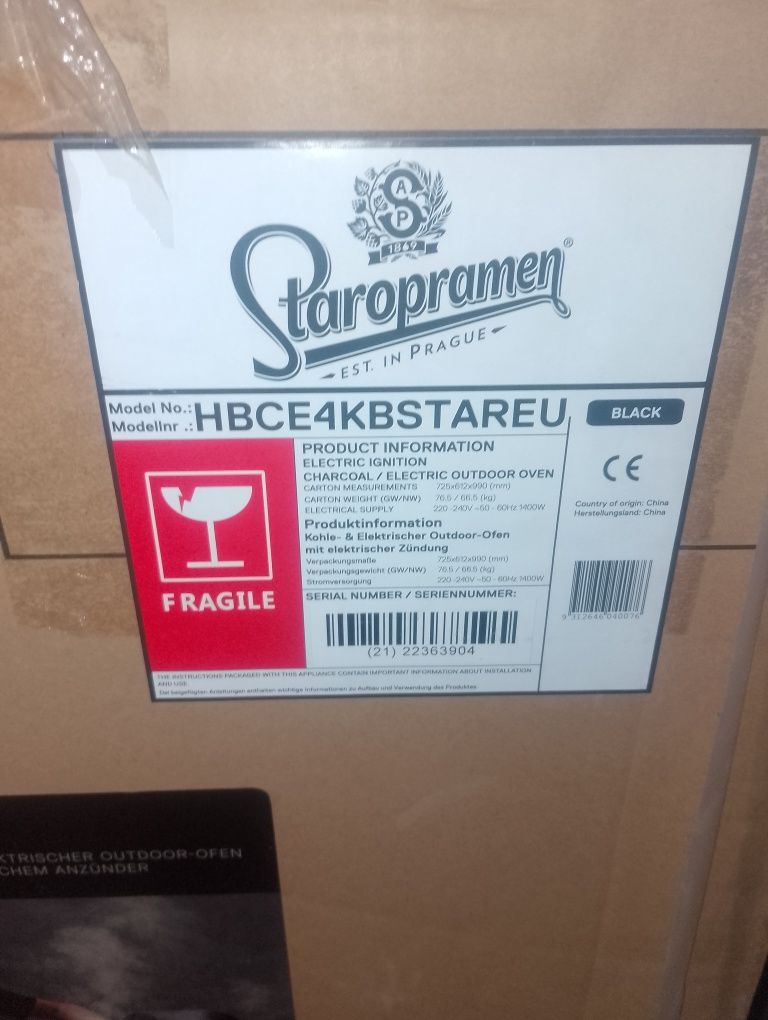 A
S
P
1869
Staropramen®
EST. IN PRAGUE
Model No.:
Modellnr .:
HBCE4KBSTAREU
BLACK
PRODUCT INFORMATION
ELECTRIC IGNITION
CHARCOAL / ELECTRIC OUTDOOR OVEN
CARTON MEASUREMENTS 725x612x990 (mm)
CARTON WEIGHT (GW/NW) 76.5 / 66.5 (kg)
ELECTRICAL SUPPLY 220 -240V ~50 - 60Hz 1400W
Produktinformation
Kohle- & Elektrischer Outdoor-Ofen
mit elektrischer Zündung
Verpackungsmaße 725x612x990 (mm)
Verpackungsgewicht (GW/NW) 76.5 / 66.5 (kg)
Stromversorgung 220 -240V ~50 - 60Hz 1400W
SERIAL NUMBER / SERIENNUMMER:
(21) 22363904
CE
Country of origin: China
Herstellungsland: China
9 312646 040076
FRAGILE
THE INSTRUCTIONS PACKAGED WITH THIS APPLIANCE CONTAIN IMPORTANT INFORMATION ABOUT INSTALLATION
AND USE.
Die beigefügten Anleitungen enthalten wichtige Informationen zu Aufbau und Verwendung des Produktes.
KTRISCHER OUTDOOR-OFEN
CHEM ANZÜNDER